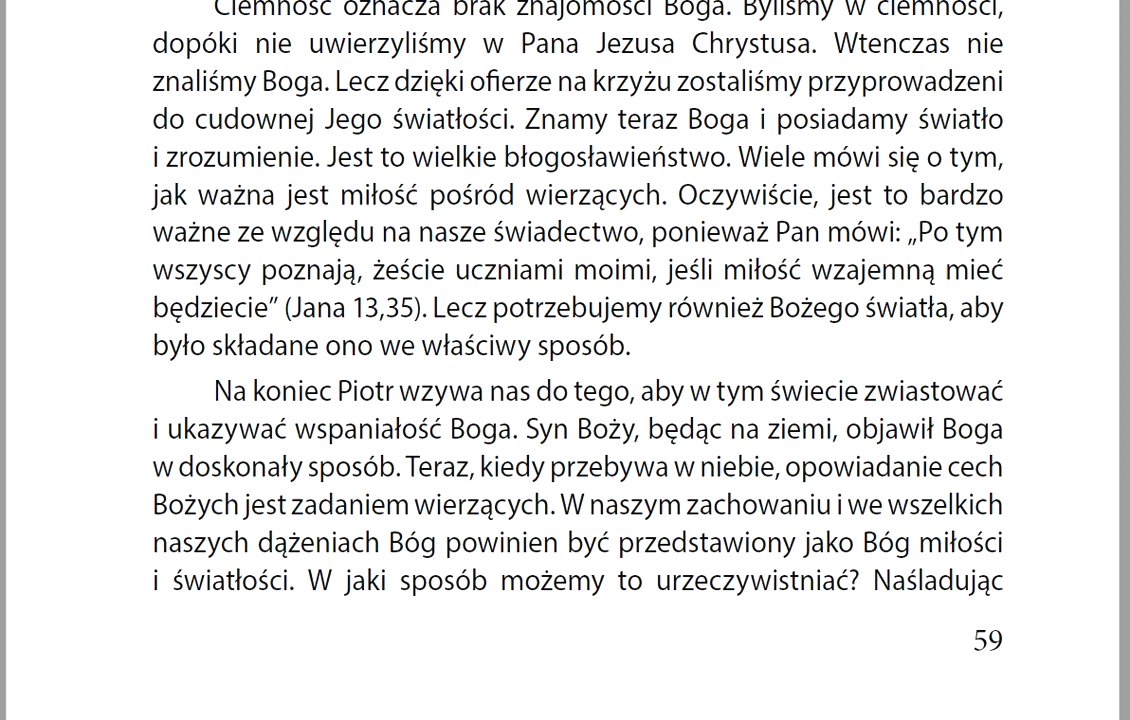 Ciemność oznacza brak znajomości Boga. Byliśmy w ciemności,
dopóki nie uwierzyliśmy w Pana Jezusa Chrystusa. Wtenczas nie
znaliśmy Boga. Lecz dzięki ofierze na krzyżu zostaliśmy przyprowadzeni
do cudownej Jego światłości. Znamy teraz Boga i posiadamy światło
i zrozumienie. Jest to wielkie błogosławieństwo. Wiele mówi się o tym,
jak ważna jest miłość pośród wierzących. Oczywiście, jest to bardzo
ważne ze względu na nasze świadectwo, ponieważ Pan mówi: „Po tym
wszyscy poznają, żeście uczniami moimi, jeśli miłość wzajemną mieć
będziecie” (Jana 13,35). Lecz potrzebujemy również Bożego światła, aby
było składane ono we właściwy sposób.
Na koniec Piotr wzywa nas do tego, aby w tym świecie zwiastować
i ukazywać wspaniałość Boga. Syn Boży, będąc na ziemi, objawił Boga
w doskonały sposób. Teraz, kiedy przebywa w niebie, opowiadanie cech
Bożych jest zadaniem wierzących. W naszym zachowaniu i we wszelkich
naszych dążeniach Bóg powinien być przedstawiony jako Bóg miłości
i światłości. W jaki sposób możemy to urzeczywistniać? Naśladując
59